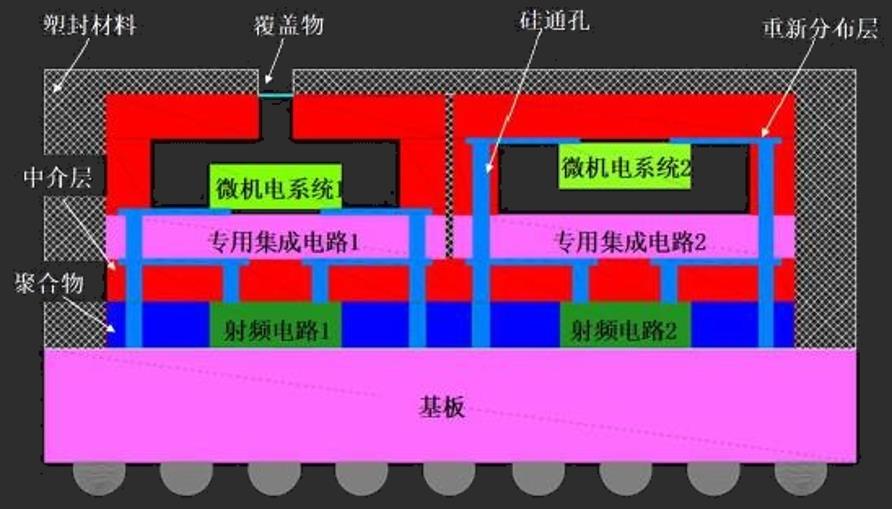 塑封材料
覆盖物
硅通孔
重新分布层
中介层
微机电系统1
微机电系统2
专用集成电路1
专用集成电路2
聚合物
射频电路1
射频电路2
基板